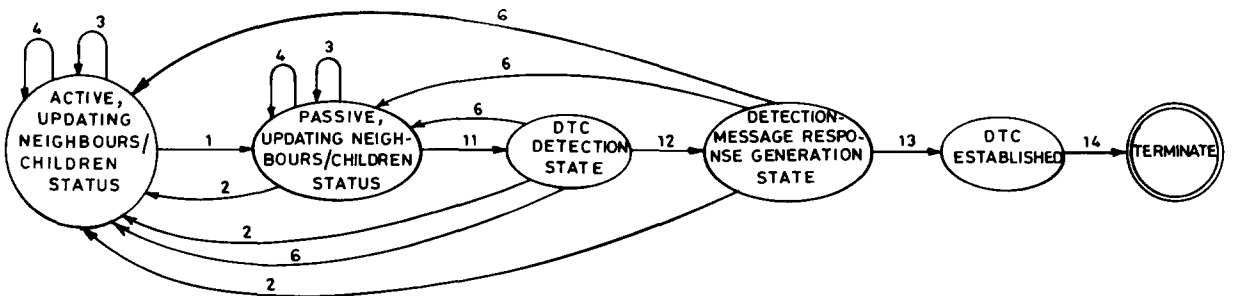 6
4
3
4
3
6
6
ACTIVE,
UPDATING
NEIGHBOURS/
CHILDREN
STATUS
1
PASSIVE,
UPDATING NEIGH-
BOURS/CHILDREN
STATUS
11
DTC
DETECTION
STATE
12
DETECTION-
MESSAGE RESPO-
NSE GENERATION
STATE
13
DTC
ESTABLISHED
14
TERMINATE
2
2
6
2